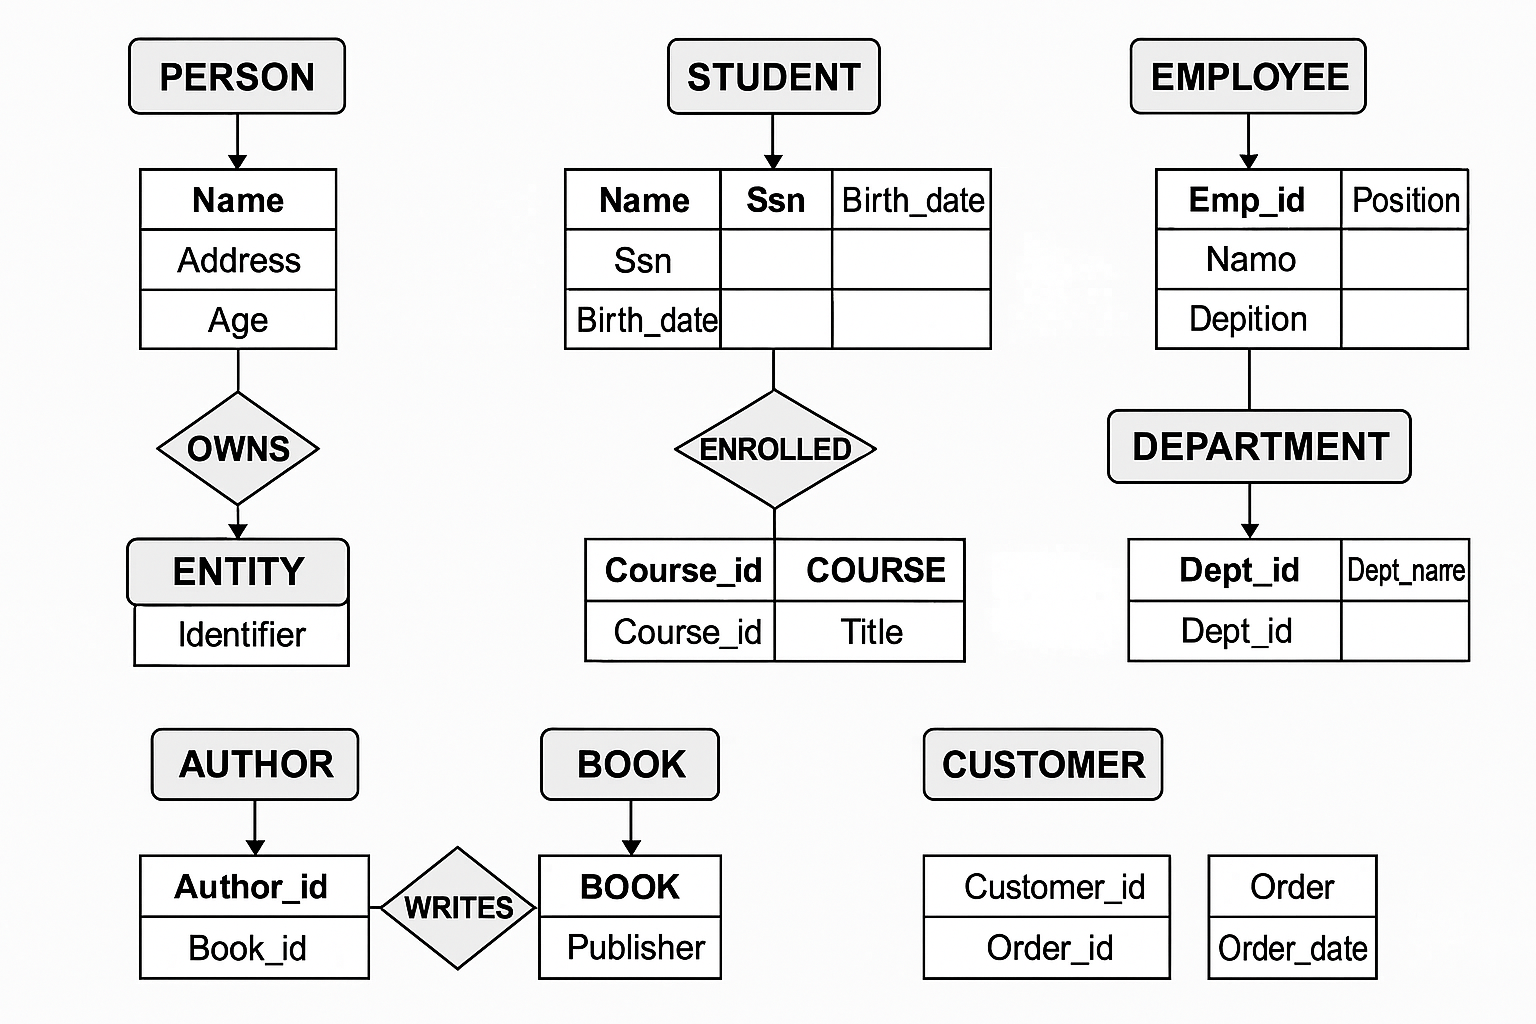 PERSON
STUDENT
EMPLOYEE
Name
Address
Age
Name Ssn Birth_date
Ssn
Birth_date
Emp_id Position
Namo
Depition
OWNS
ENROLLED
DEPARTMENT
ENTITY
Identifier
Course_id COURSE
Course_id Title
Dept_id Dept_narre
Dept_id
AUTHOR
BOOK
CUSTOMER
Author_id
Book_id
WRITES
BOOK
Publisher
Customer_id
Order_id
Order
Order_date